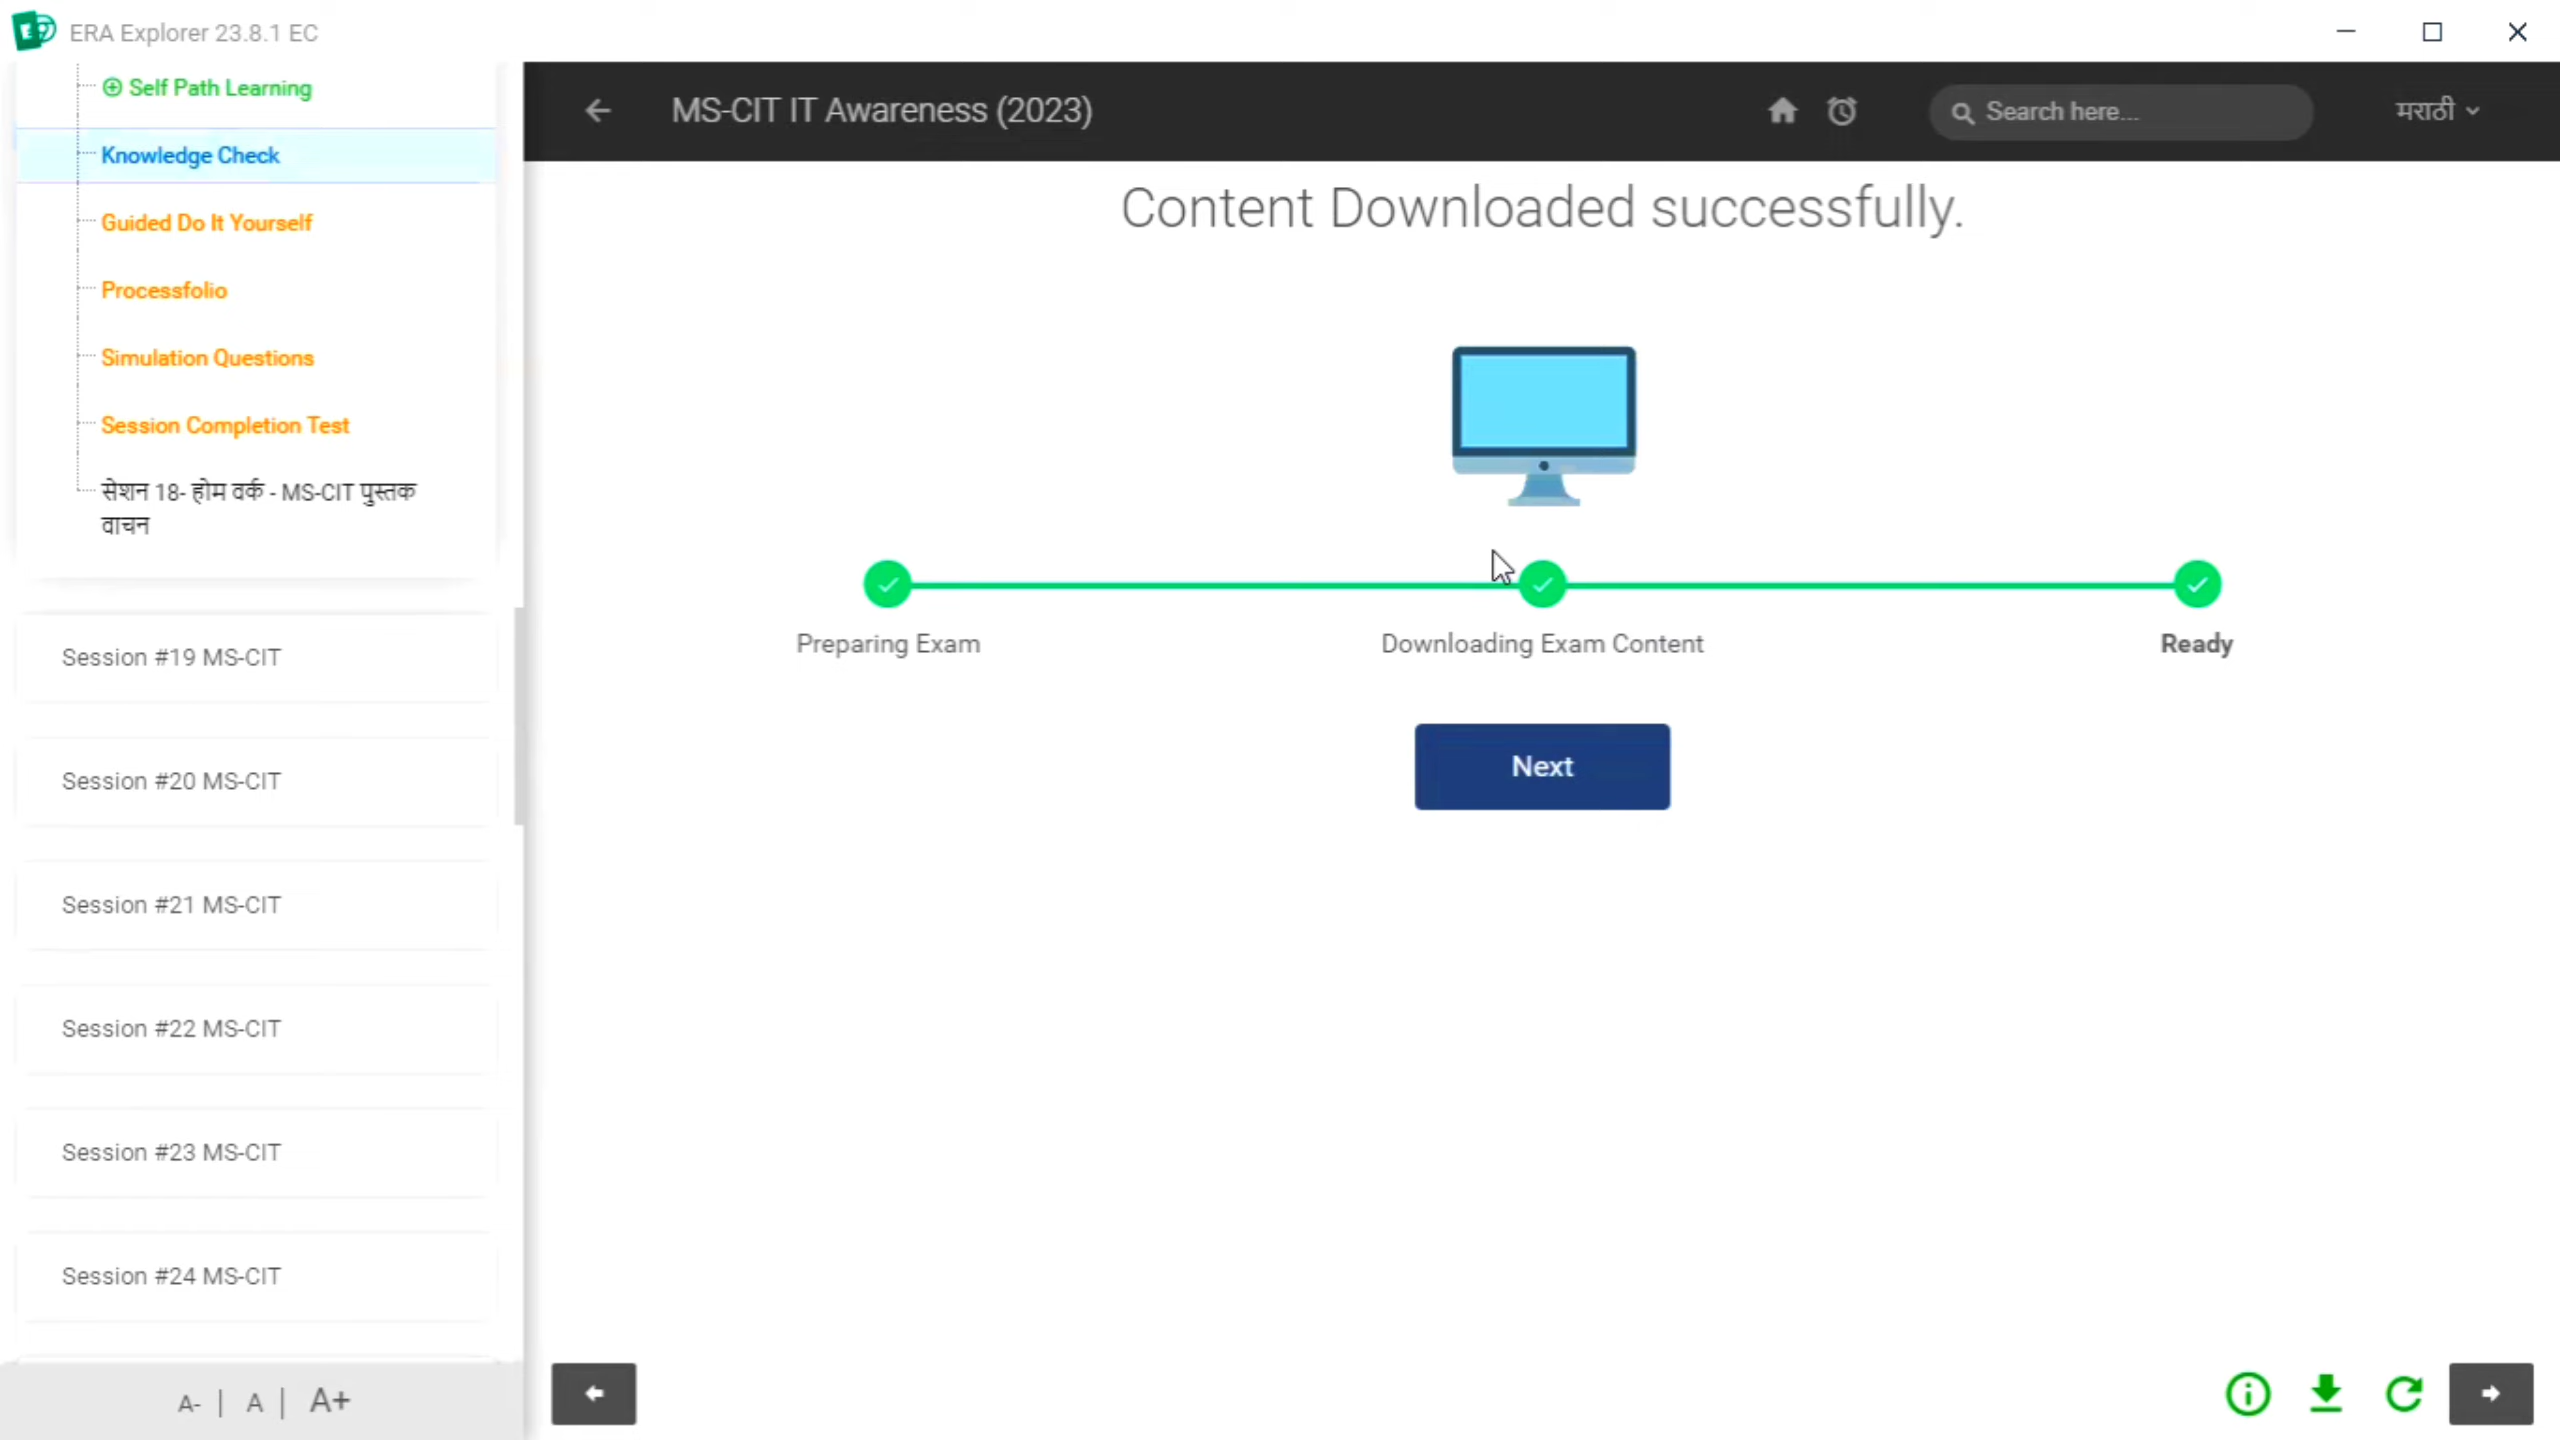 ERA Explorer 23.8.1 EC
Self Path Learning
Knowledge Check
Guided Do It Yourself
Processfolio
Simulation Questions
Session Completion Test
सेशन 18- होम वर्क - MS-CIT पुस्तक
वाचन
Session #19 MS-CIT
Session #20 MS-CIT
Session #21 MS-CIT
Session #22 MS-CIT
Session #23 MS-CIT
Session #24 MS-CIT
A- | A | A+
MS-CIT IT Awareness (2023)
Search here...
मराठी
Content Downloaded successfully.
Preparing Exam
Downloading Exam Content
Ready
Next